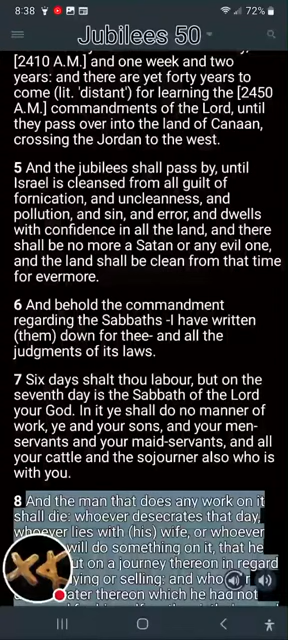 8:38
72%
Jubilees 50
[2410 A.M.] and one week and two
years: and there are yet forty years to
come (lit. 'distant') for learning the [2450
A.M.] commandments of the Lord, until
they pass over into the land of Canaan,
crossing the Jordan to the west.
5 And the jubilees shall pass by, until
Israel is cleansed from all guilt of
fornication, and uncleanness, and
pollution, and sin, and error, and dwells
with confidence in all the land, and there
shall be no more a Satan or any evil one,
and the land shall be clean from that time
for evermore.
6 And behold the commandment
regarding the Sabbaths -I have written
(them) down for thee- and all the
judgments of its laws.
7 Six days shalt thou labour, but on the
seventh day is the Sabbath of the Lord
your God. In it ye shall do no manner of
work, ye and your sons, and your men-
servants and your maid-servants, and all
your cattle and the sojourner also who is
with you.
8 And the man that does any work on it
shall die: whoever desecrates that day,
whoever lies with (his) wife, or whoever
will do something on it, that he
on a journey thereon in regard
or selling: and
thereon which he had not